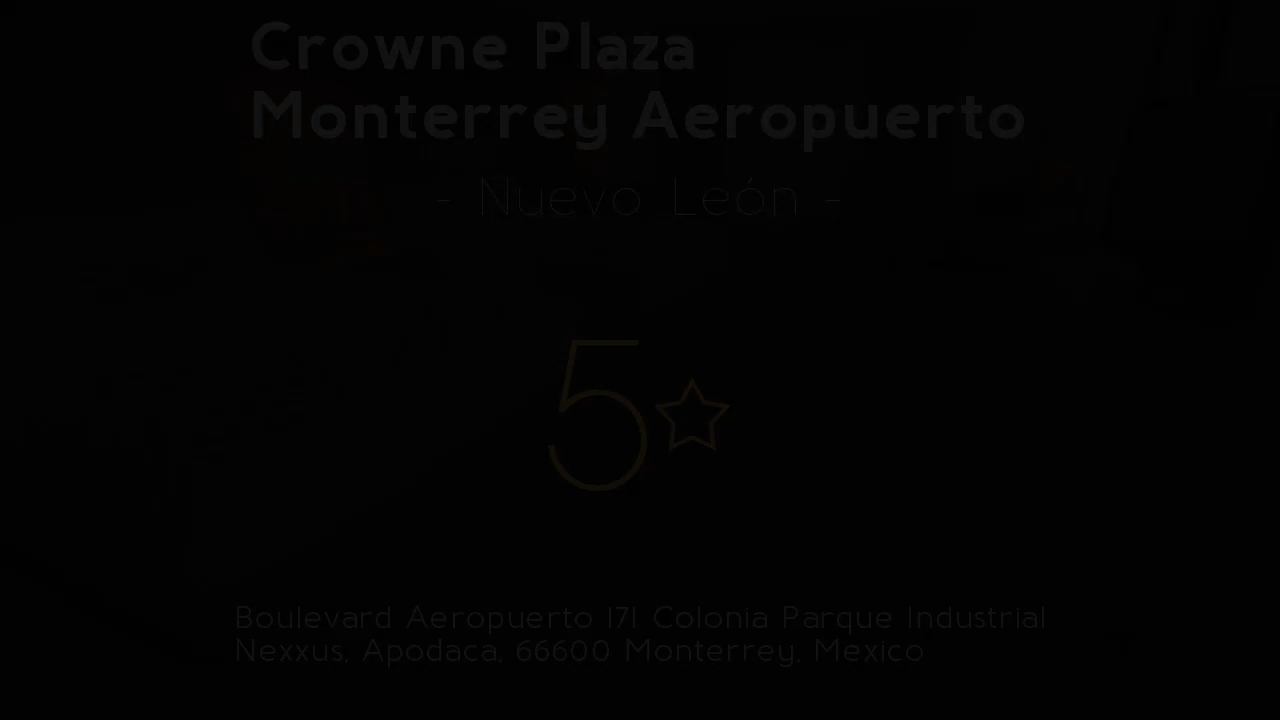 Crowne Plaza
Monterrey Aeropuerto
- Nuevo León -
5
Boulevard Aeropuerto 171 Colonia Parque Industrial
Nexxus, Apodaca, 66600 Monterrey, Mexico